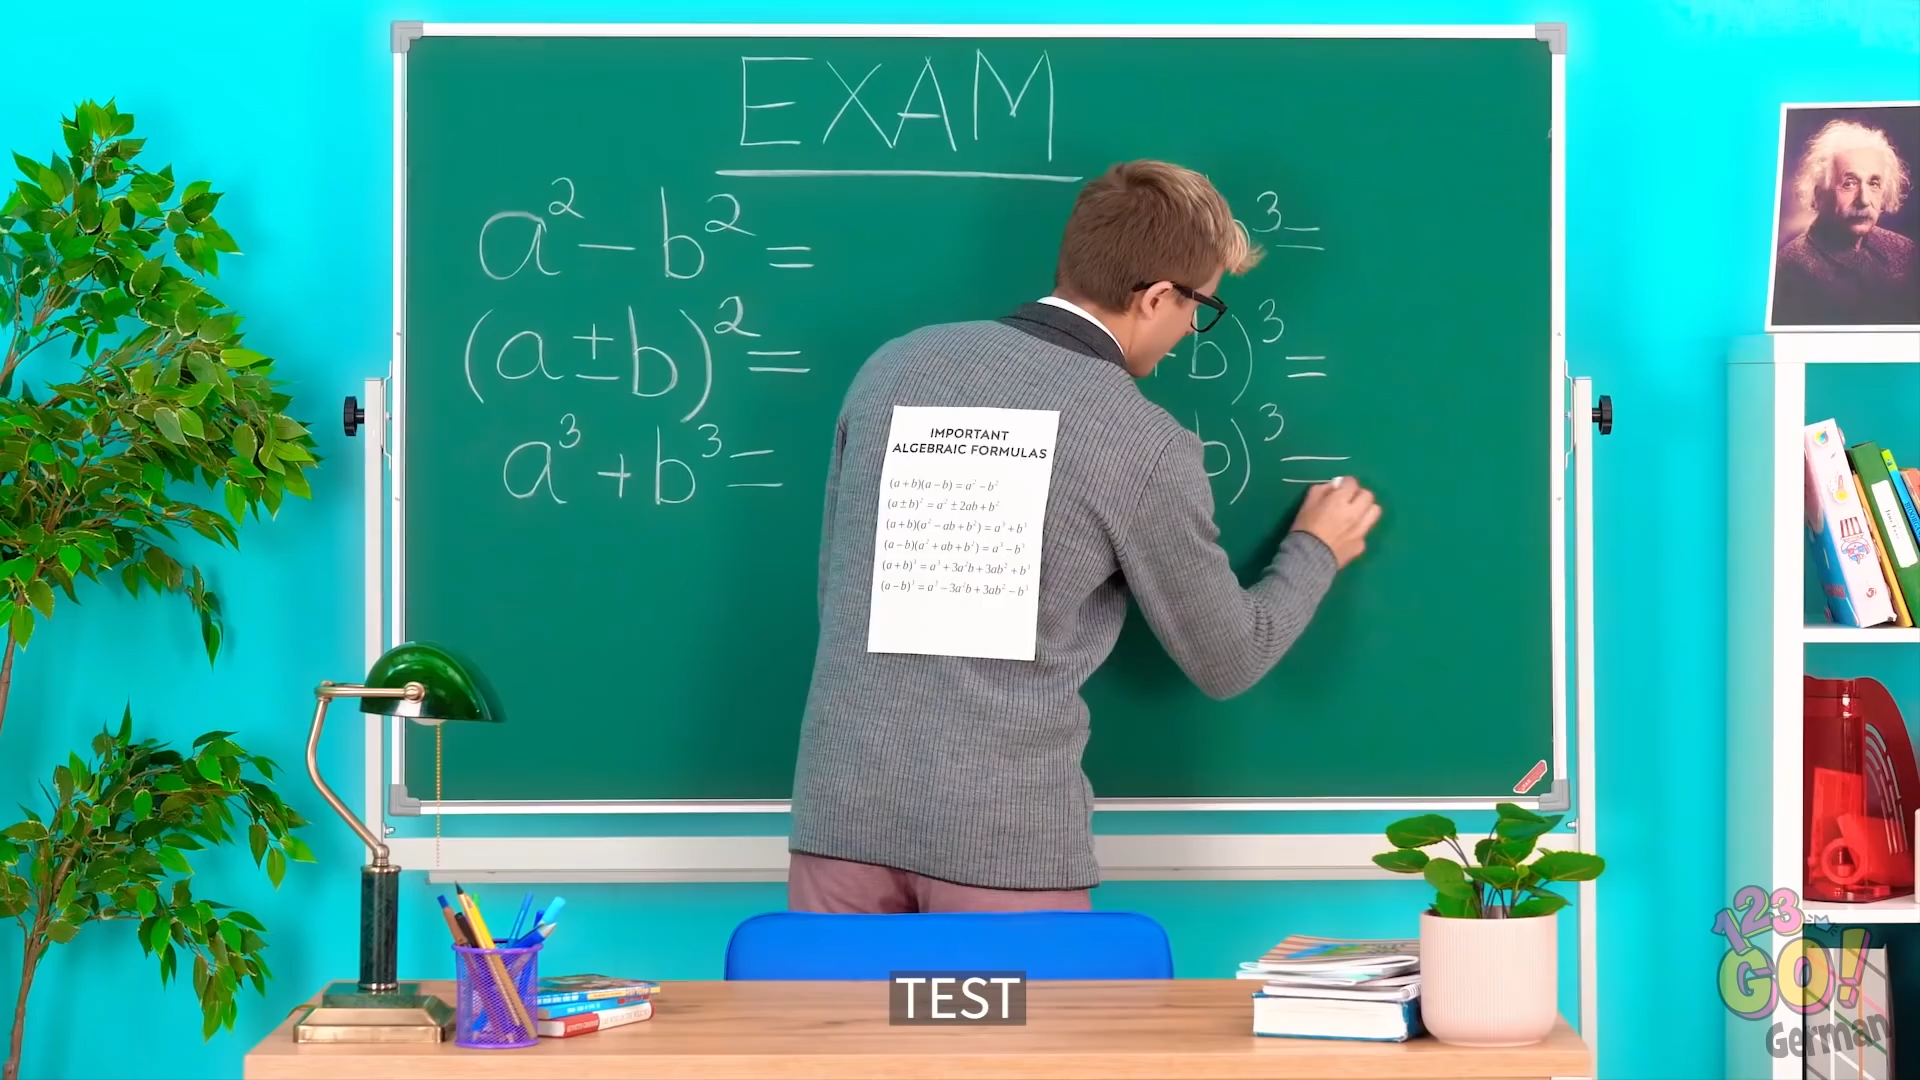 EXAM
a² − b² =
(a ± b)² =
a³ + b³ =
³ =
b)³ =
b)³ =
IMPORTANT
ALGEBRAIC FORMULAS
(a+b)(a−b) = a² − b²
(a±b)² = a² ± 2ab + b²
(a+b)(a² − ab + b²) = a³ + b³
(a−b)(a² + ab + b²) = a³ − b³
(a+b)³ = a³ + 3a²b + 3ab² + b³
(a−b)³ = a³ − 3a²b + 3ab² − b³
TEST
123
GO!
German